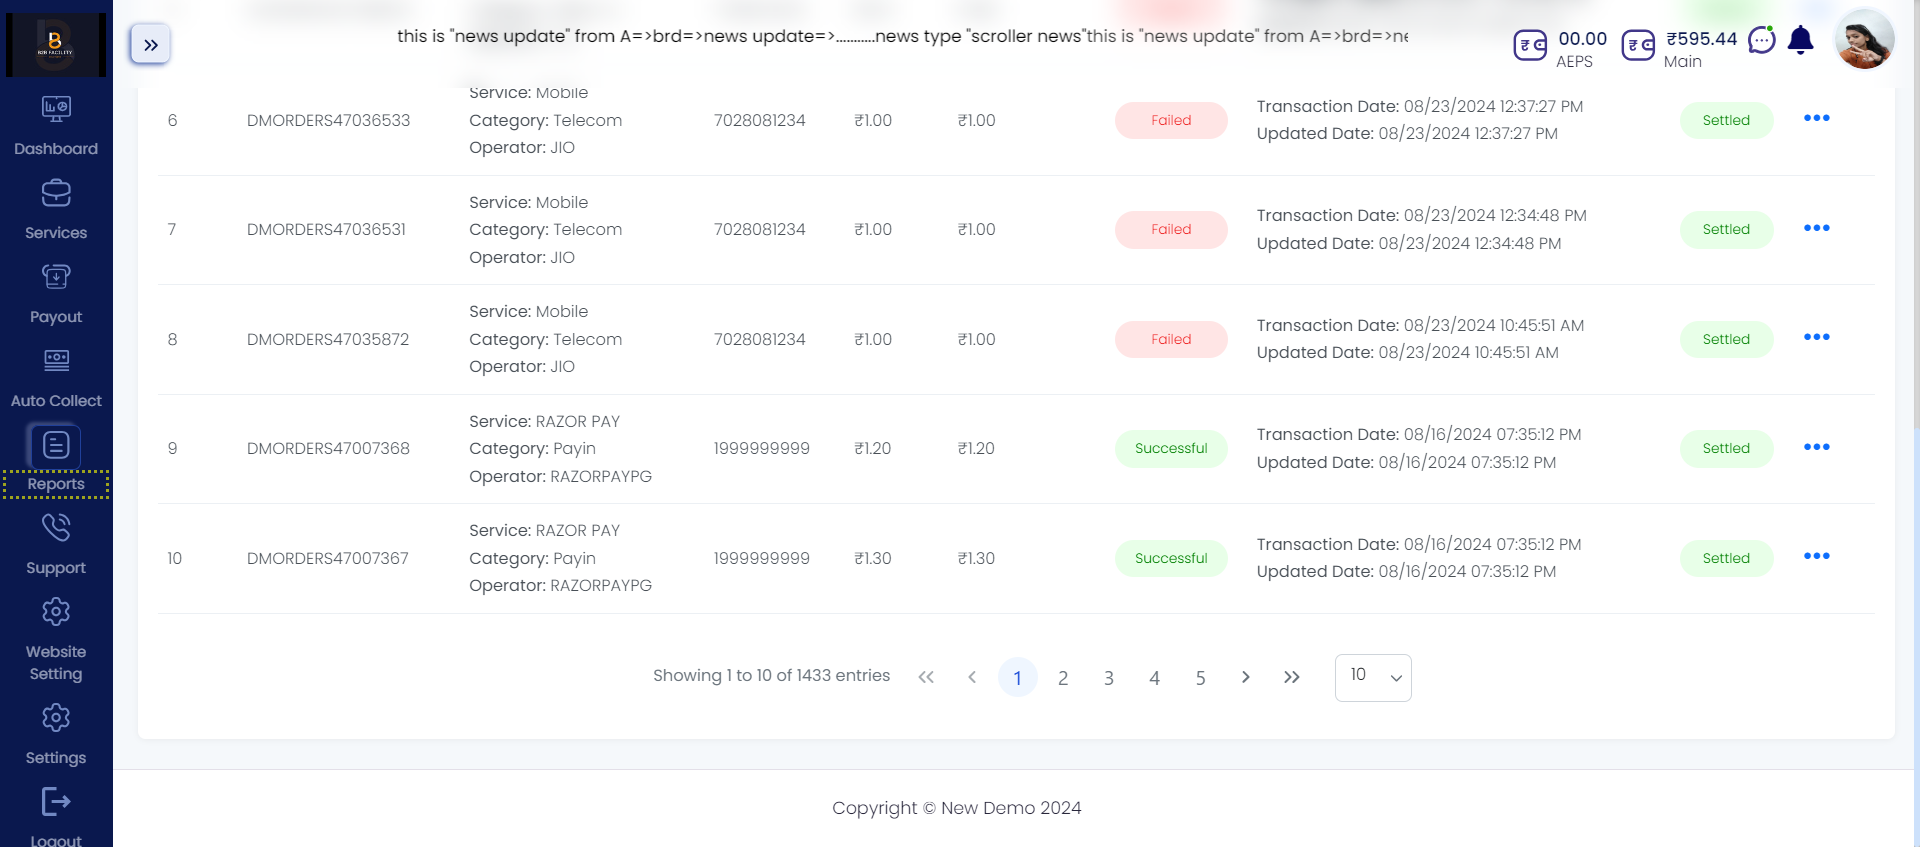 B2B FACILITY
this is "news update" from A=>brd=>news update=>...........news type "scroller news"this is "news update" from A=>brd=>ne
₹ 00.00
AEPS
₹ ₹595.44
Main
Dashboard
Services
Payout
Auto Collect
Reports
Support
Website
Setting
Settings
Logout
Service: Mobile
6 DMORDERS47036533 Category: Telecom 7028081234 ₹1.00 ₹1.00 Failed Transaction Date: 08/23/2024 12:37:27 PM Settled
Operator: JIO Updated Date: 08/23/2024 12:37:27 PM
Service: Mobile
7 DMORDERS47036531 Category: Telecom 7028081234 ₹1.00 ₹1.00 Failed Transaction Date: 08/23/2024 12:34:48 PM Settled
Operator: JIO Updated Date: 08/23/2024 12:34:48 PM
Service: Mobile
8 DMORDERS47035872 Category: Telecom 7028081234 ₹1.00 ₹1.00 Failed Transaction Date: 08/23/2024 10:45:51 AM Settled
Operator: JIO Updated Date: 08/23/2024 10:45:51 AM
Service: RAZOR PAY
9 DMORDERS47007368 Category: Payin 1999999999 ₹1.20 ₹1.20 Successful Transaction Date: 08/16/2024 07:35:12 PM Settled
Operator: RAZORPAYPG Updated Date: 08/16/2024 07:35:12 PM
Service: RAZOR PAY
10 DMORDERS47007367 Category: Payin 1999999999 ₹1.30 ₹1.30 Successful Transaction Date: 08/16/2024 07:35:12 PM Settled
Operator: RAZORPAYPG Updated Date: 08/16/2024 07:35:12 PM
Showing 1 to 10 of 1433 entries 1 2 3 4 5 10
Copyright © New Demo 2024